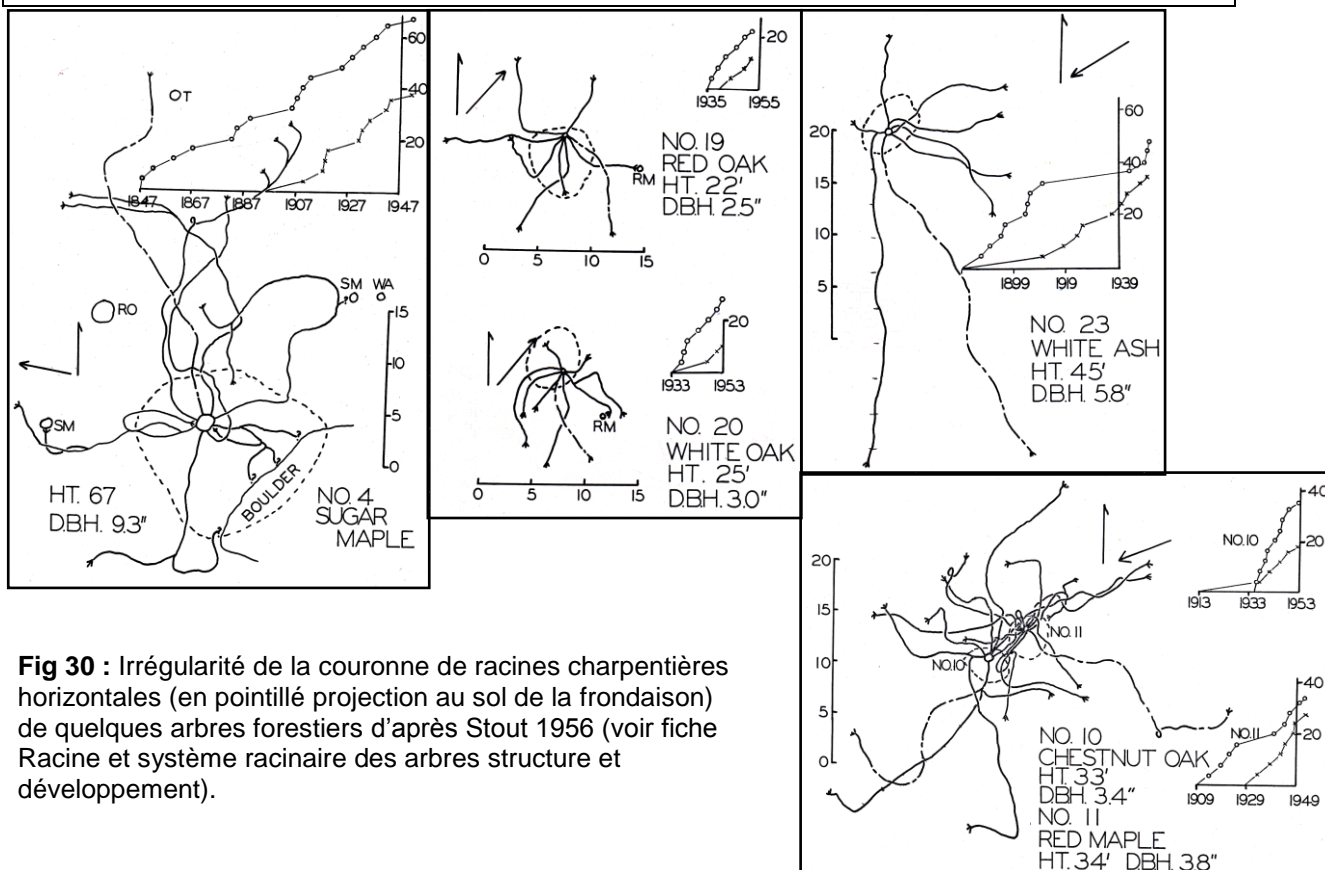 OT
60
40
20
1847 1867 1887 1907 1927 1947
RO
SM WA
15
10
5
0
SM
BOULDER
HT. 67
D.B.H. 9.3"
NO. 4
SUGAR
MAPLE
20
1935 1955
NO. 19
RED OAK
HT. 22'
D.B.H. 2.5"
RM
0 5 10 15
20
1933 1953
RM
NO. 20
WHITE OAK
HT. 25'
D.B.H. 3.0"
0 5 10 15
20
15
10
5
60
40
20
1899 1919 1939
NO. 23
WHITE ASH
HT. 45'
D.B.H. 5.8"
20
15
10
5
0
NO. 11
NO.10
40
NO.10
20
1913 1933 1953
40
NO.11
20
1909 1929 1949
NO. 10
CHESTNUT OAK
HT. 33'
D.B.H. 3.4"
NO. 11
RED MAPLE
HT. 34' D.B.H. 3.8"
Fig 30 : Irrégularité de la couronne de racines charpentières
horizontales (en pointillé projection au sol de la frondaison)
de quelques arbres forestiers d'après Stout 1956 (voir fiche
Racine et système racinaire des arbres structure et
développement).